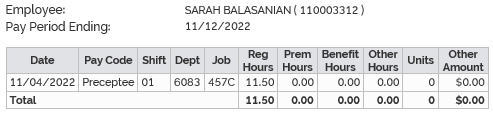 Employee: SARAH BALASANIAN ( 110003312 )
Pay Period Ending: 11/12/2022
Date Pay Code Shift Dept Job Reg Hours Prem Hours Benefit Hours Other Hours Units Other Amount
11/04/2022 Preceptee 01 6083 457C 11.50 0.00 0.00 0.00 0 $0.00
Total 11.50 0.00 0.00 0.00 0 $0.00